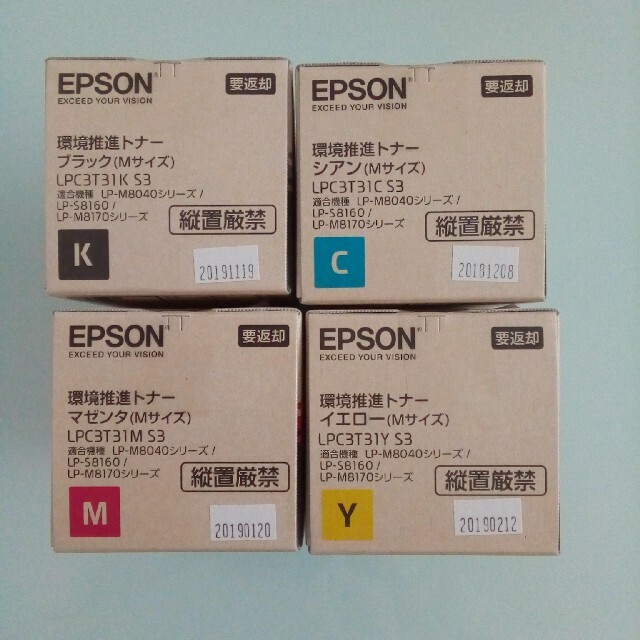 EPSON
EXCEED YOUR VISION
要返却
環境推進トナー
ブラック(Mサイズ)
LPC3T31K S3
適合機種 LP-M8040シリーズ /
LP-S8160 /
LP-M8170シリーズ
縦置厳禁
K
20191119
EPSON
EXCEED YOUR VISION
要返却
環境推進トナー
シアン(Mサイズ)
LPC3T31C S3
適合機種 LP-M8040シリーズ /
LP-S8160 /
LP-M8170シリーズ
縦置厳禁
C
20181208
EPSON
EXCEED YOUR VISION
要返却
環境推進トナー
マゼンタ(Mサイズ)
LPC3T31M S3
適合機種 LP-M8040シリーズ /
LP-S8160 /
LP-M8170シリーズ
縦置厳禁
M
20190120
EPSON
EXCEED YOUR VISION
要返却
環境推進トナー
イエロー(Mサイズ)
LPC3T31Y S3
適合機種 LP-M8040シリーズ /
LP-S8160 /
LP-M8170シリーズ
縦置厳禁
Y
20190212